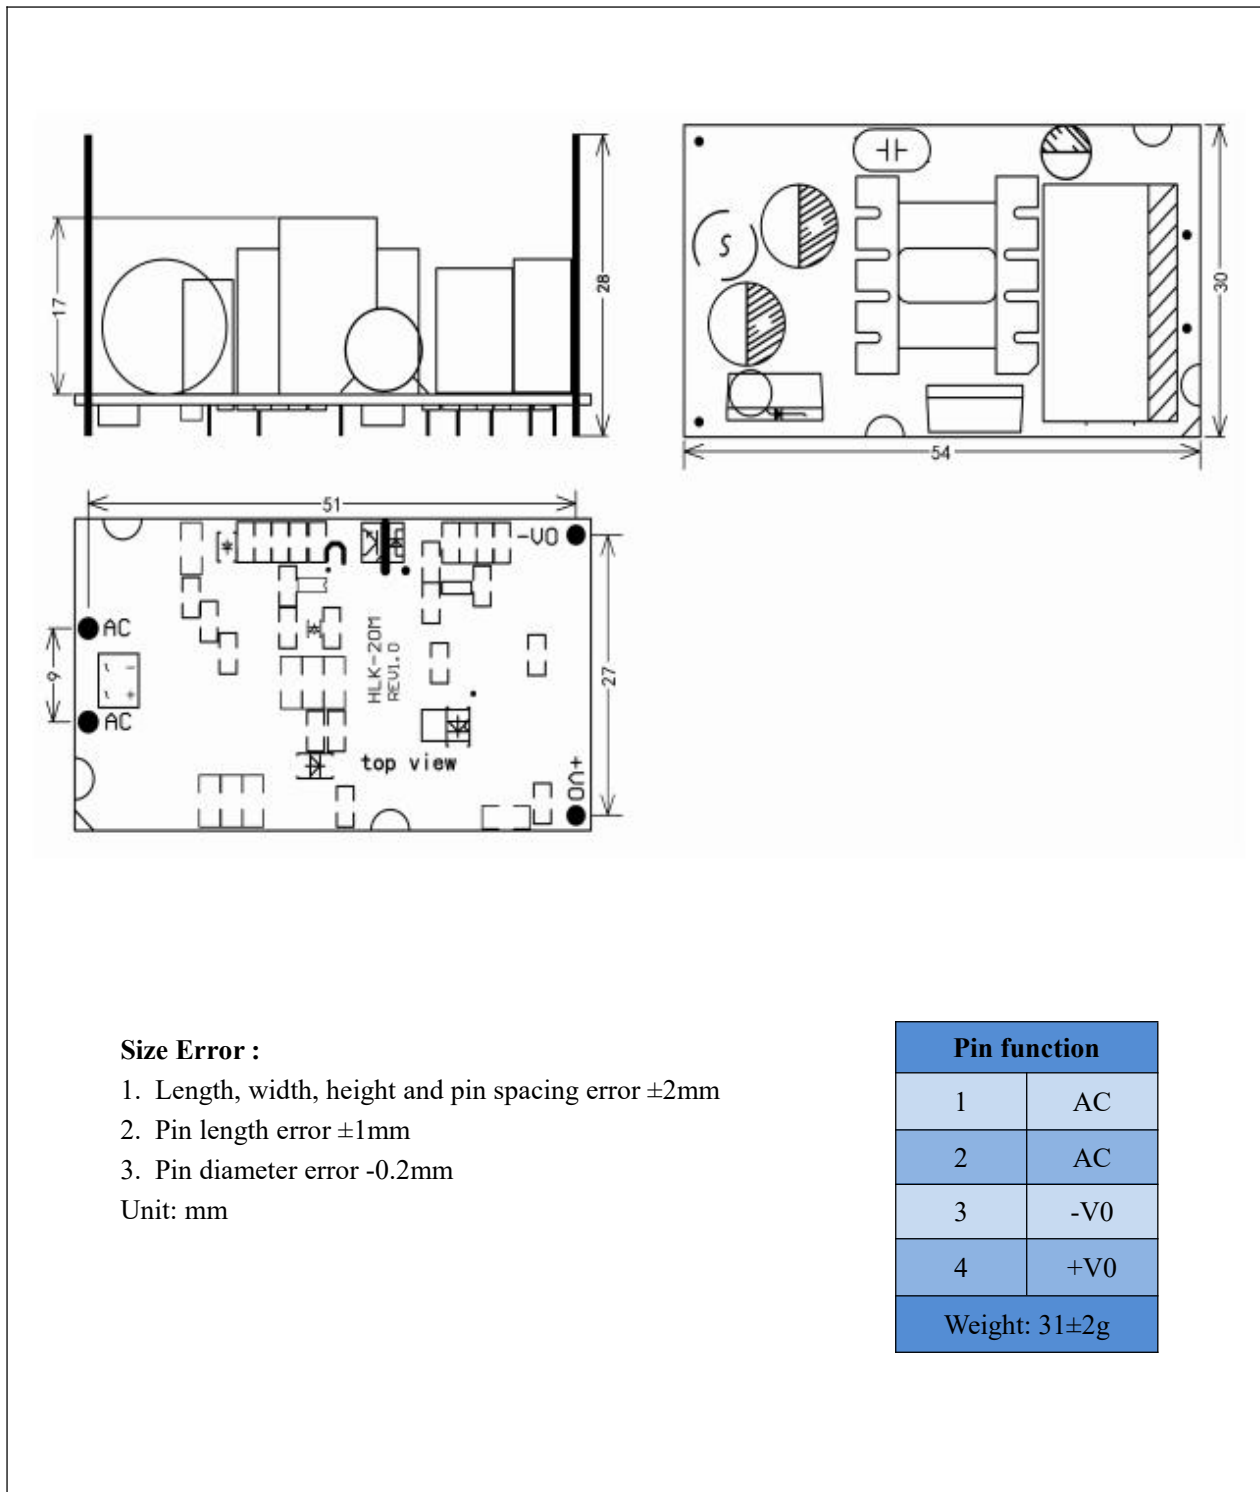 17
28
30
54
S
51
-VO
AC
9
AC
HLK-20M
REV1.0
27
top view
+VO
Size Error :
1. Length, width, height and pin spacing error ±2mm
2. Pin length error ±1mm
3. Pin diameter error -0.2mm
Unit: mm
Pin function
1 AC
2 AC
3 -V0
4 +V0
Weight: 31±2g